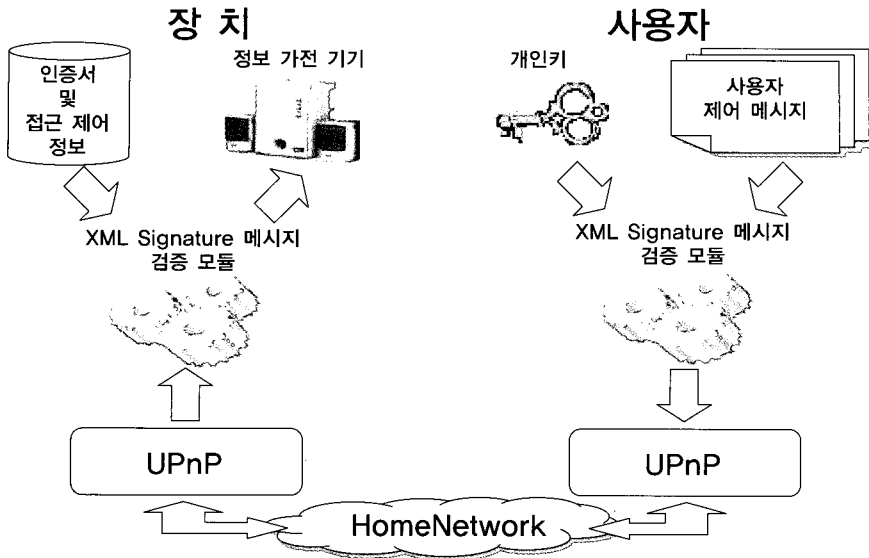 장 치
사용자
인증서
및
접근 제어
정보
정보 가전 기기
개인키
사용자
제어 메시지
XML Signature 메시지
검증 모듈
XML Signature 메시지
검증 모듈
UPnP
UPnP
HomeNetwork